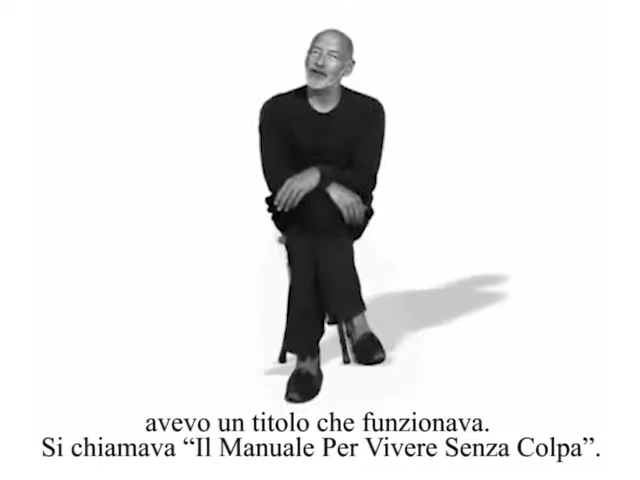 avevo un titolo che funzionava.
Si chiamava “Il Manuale Per Vivere Senza Colpa”.